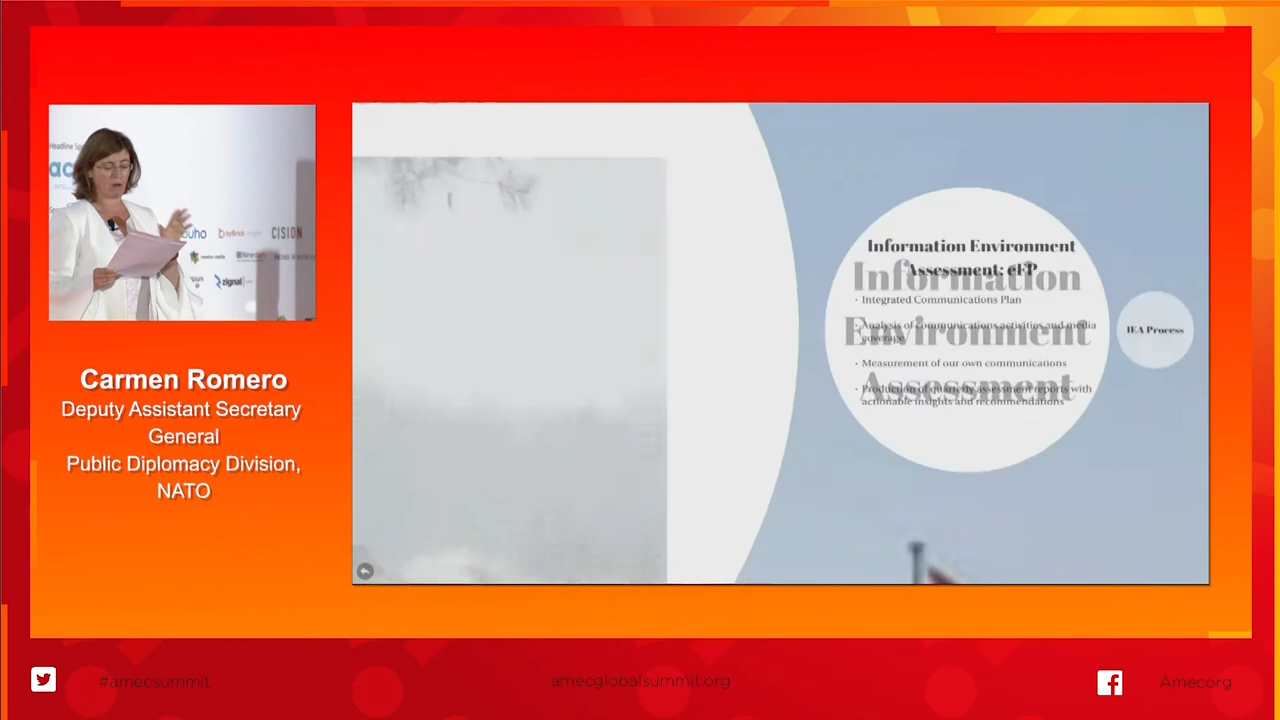 Headline Sp
CISION
zignal
Carmen Romero
Deputy Assistant Secretary
General
Public Diplomacy Division,
NATO
Information Environment
Assessment: eFP
Information
Environment
Assessment
• Integrated Communications Plan
• Analysis of communications activities and media
coverage
• Measurement of our own communications
• Production of quarterly assessment reports with
actionable insights and recommendations
IEA Process
#amecsummit
amecglobalsummit.org
Amecorg